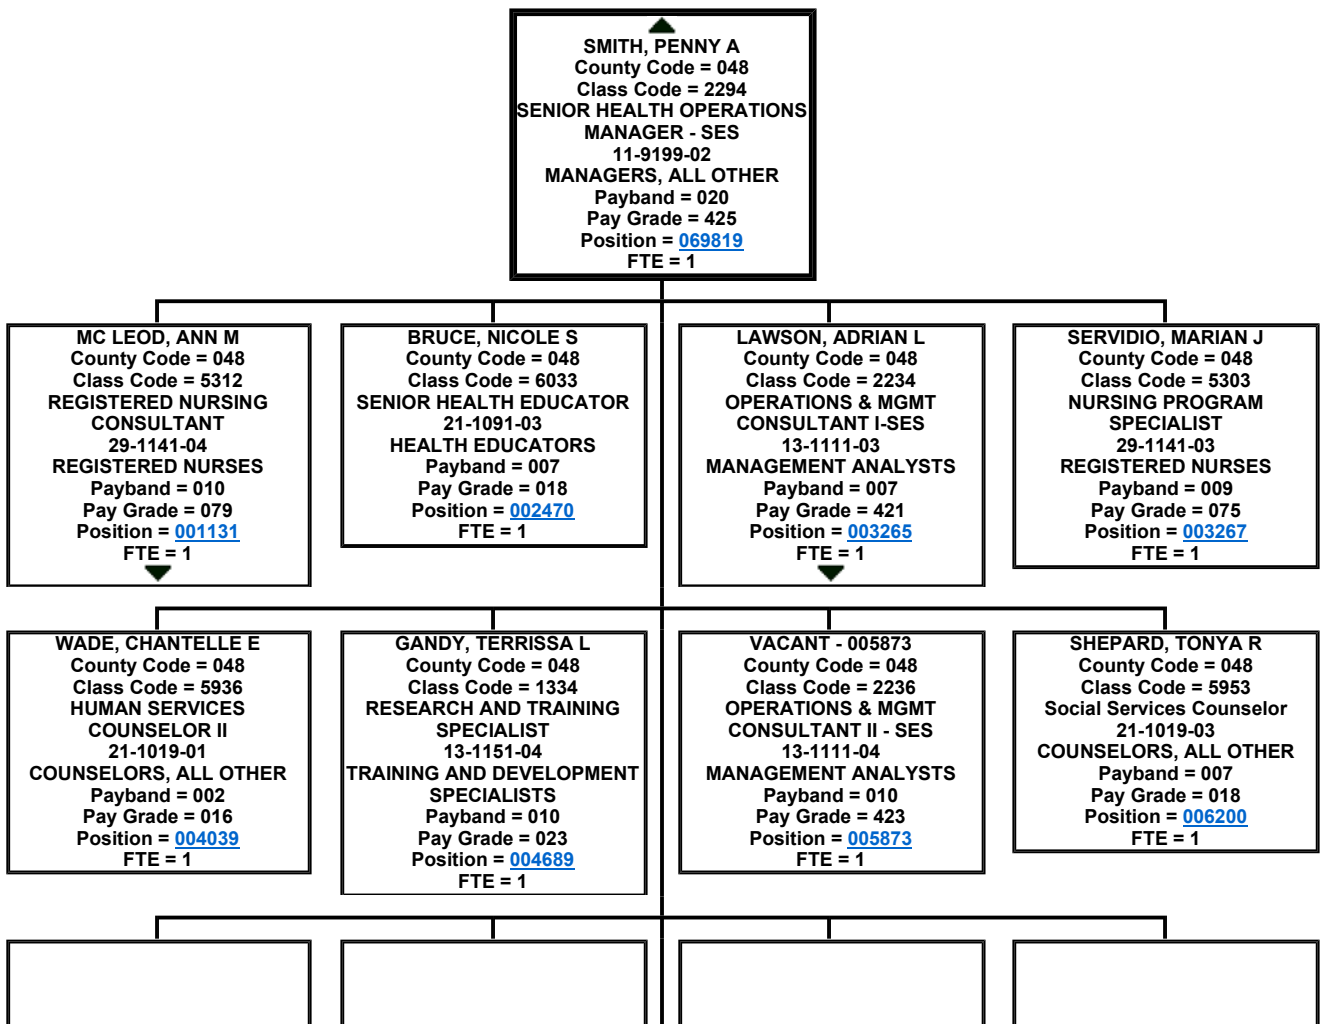 SMITH, PENNY A
County Code = 048
Class Code = 2294
SENIOR HEALTH OPERATIONS
MANAGER - SES
11-9199-02
MANAGERS, ALL OTHER
Payband = 020
Pay Grade = 425
Position = 069819
FTE = 1
MC LEOD, ANN M
County Code = 048
Class Code = 5312
REGISTERED NURSING
CONSULTANT
29-1141-04
REGISTERED NURSES
Payband = 010
Pay Grade = 079
Position = 001131
FTE = 1
BRUCE, NICOLE S
County Code = 048
Class Code = 6033
SENIOR HEALTH EDUCATOR
21-1091-03
HEALTH EDUCATORS
Payband = 007
Pay Grade = 018
Position = 002470
FTE = 1
LAWSON, ADRIAN L
County Code = 048
Class Code = 2234
OPERATIONS & MGMT
CONSULTANT I-SES
13-1111-03
MANAGEMENT ANALYSTS
Payband = 007
Pay Grade = 421
Position = 003265
FTE = 1
SERVIDIO, MARIAN J
County Code = 048
Class Code = 5303
NURSING PROGRAM
SPECIALIST
29-1141-03
REGISTERED NURSES
Payband = 009
Pay Grade = 075
Position = 003267
FTE = 1
WADE, CHANTELLE E
County Code = 048
Class Code = 5936
HUMAN SERVICES
COUNSELOR II
21-1019-01
COUNSELORS, ALL OTHER
Payband = 002
Pay Grade = 016
Position = 004039
FTE = 1
GANDY, TERRISSA L
County Code = 048
Class Code = 1334
RESEARCH AND TRAINING
SPECIALIST
13-1151-04
TRAINING AND DEVELOPMENT
SPECIALISTS
Payband = 010
Pay Grade = 023
Position = 004689
FTE = 1
VACANT - 005873
County Code = 048
Class Code = 2236
OPERATIONS & MGMT
CONSULTANT II - SES
13-1111-04
MANAGEMENT ANALYSTS
Payband = 010
Pay Grade = 423
Position = 005873
FTE = 1
SHEPARD, TONYA R
County Code = 048
Class Code = 5953
Social Services Counselor
21-1019-03
COUNSELORS, ALL OTHER
Payband = 007
Pay Grade = 018
Position = 006200
FTE = 1